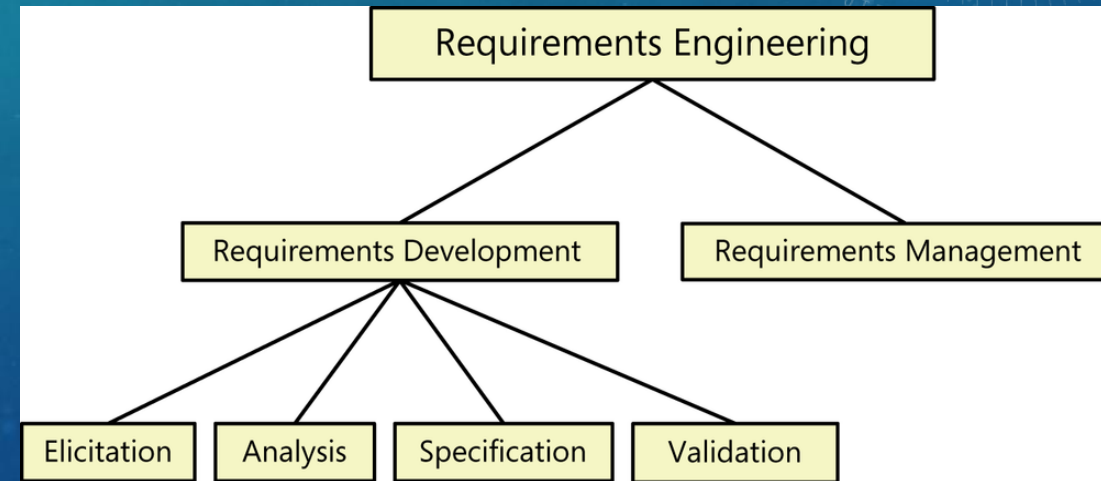 Requirements Engineering
Requirements Development
Requirements Management
Elicitation
Analysis
Specification
Validation